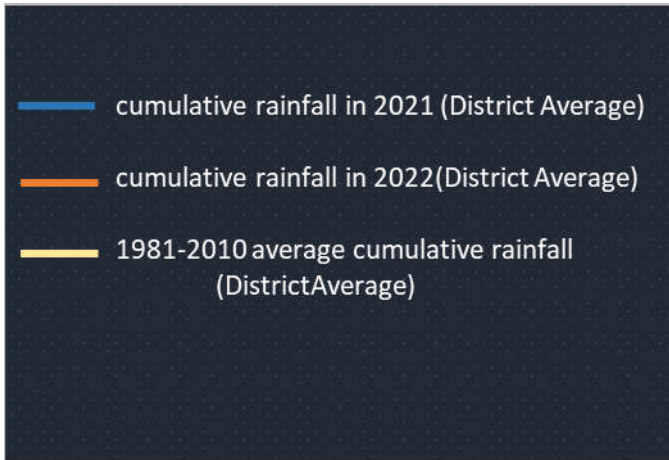 cumulative rainfall in 2021 (District Average)
cumulative rainfall in 2022(District Average)
1981-2010 average cumulative rainfall
(DistrictAverage)